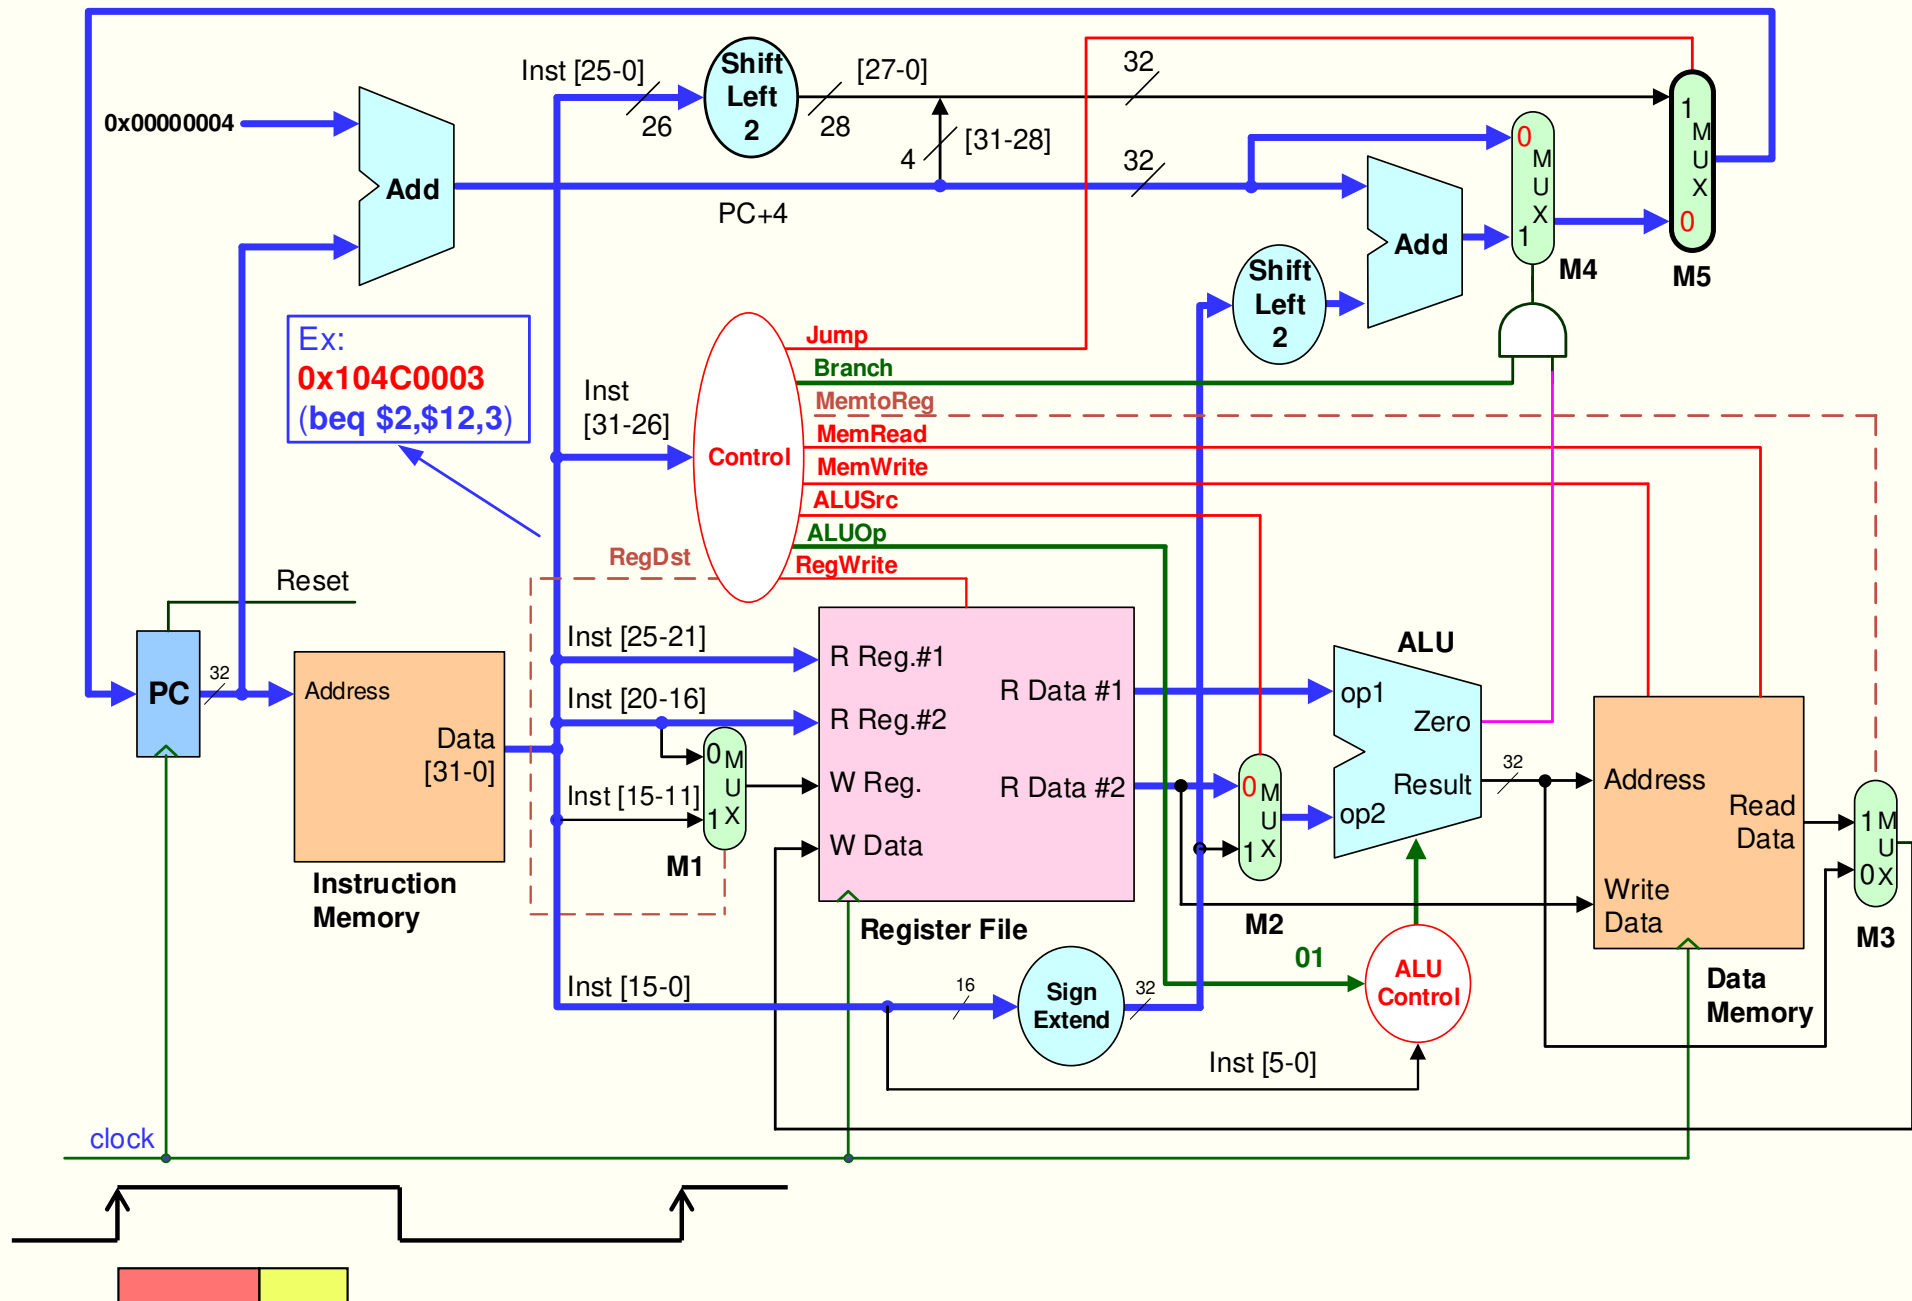 Inst [25-0]
26
Shift
Left
2
[27-0]
28
32
0x00000004
Add
4
[31-28]
PC+4
32
0
M
U
X
1
M4
1
M
U
X
0
M5
Add
Shift
Left
2
Ex:
0x104C0003
(beq $2,$12,3)
Inst
[31-26]
Control
Jump
Branch
MemtoReg
MemRead
MemWrite
ALUSrc
ALUOp
RegWrite
RegDst
Reset
PC
32
Address
Data
[31-0]
Instruction
Memory
Inst [25-21]
Inst [20-16]
Inst [15-11]
0
M
U
1 X
M1
R Reg.#1
R Reg.#2
W Reg.
W Data
R Data #1
R Data #2
Register File
0
M
U
1 X
M2
ALU
op1
Zero
Result
op2
32
Address
Read
Data
Write
Data
Data
Memory
1 M
U
0 X
M3
Inst [15-0]
16
Sign
Extend
32
01
ALU
Control
Inst [5-0]
clock